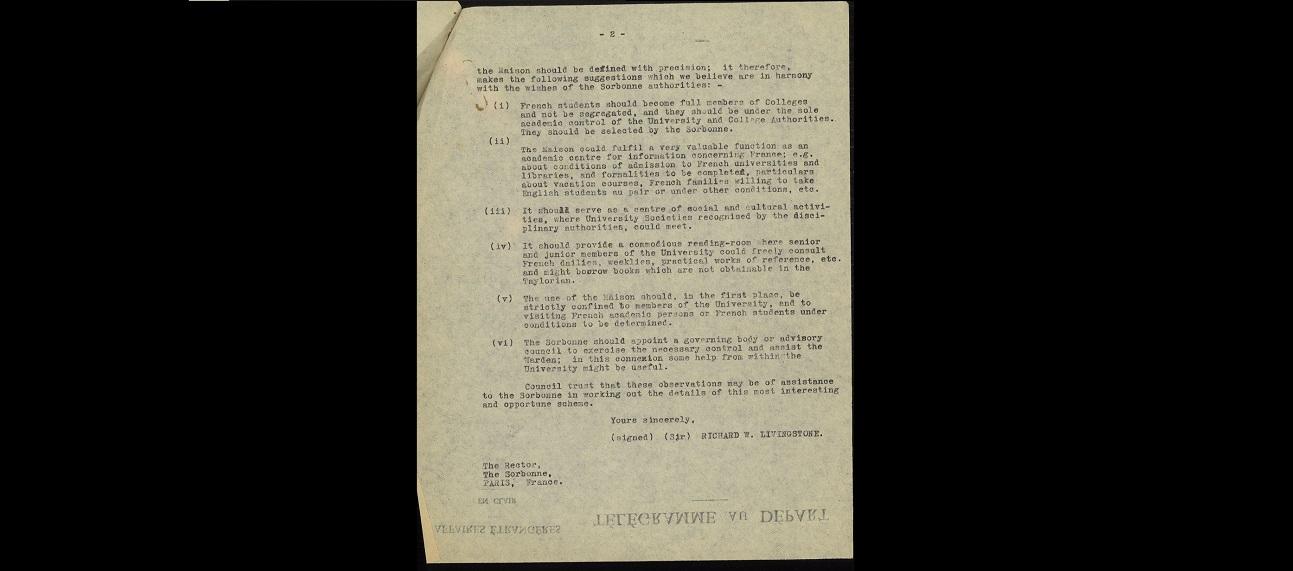 - 2 -
the Maison should be defined with precision; it therefore,
makes the following suggestions which we believe are in harmony
with the wishes of the Sorbonne authorities: -
(i) French students should become full members of Colleges
and not be segregated, and they should be under the sole
academic control of the University and College Authorities.
They should be selected by the Sorbonne.
(ii)
The Maison could fulfil a very valuable function as an
academic centre for information concerning France; e.g.
about conditions of admission to French universities and
libraries, and formalities to be completed, particulars
about vacation courses, French families willing to take
English students au pair or under other conditions, etc.
(iii) It should serve as a centre of social and cultural activi-
ties, where University Societies recognised by the disci-
plinary authorities, could meet.
(iv) It should provide a commodious reading-room where senior
and junior members of the University could freely consult
French dailies, weeklies, practical works of reference, etc.
and might borrow books which are not obtainable in the
Taylorian.
(v) The use of the Maison should, in the first place, be
strictly confined to members of the University, and to
visiting French academic persons or French students under
conditions to be determined.
(vi) The Sorbonne should appoint a governing body or advisory
council to exercise the necessary control and assist the
Warden; in this connexion some help from within the
University might be useful.
Council trust that these observations may be of assistance
to the Sorbonne in working out the details of this most interesting
and opportune scheme.
Yours sincerely,
(signed) (Sir) RICHARD W. LIVINGSTONE.
The Rector,
The Sorbonne,
PARIS, France.
EN CLAIR
TÉLÉGRAMME AU DÉPART
AFFAIRES ÉTRANGÈRES